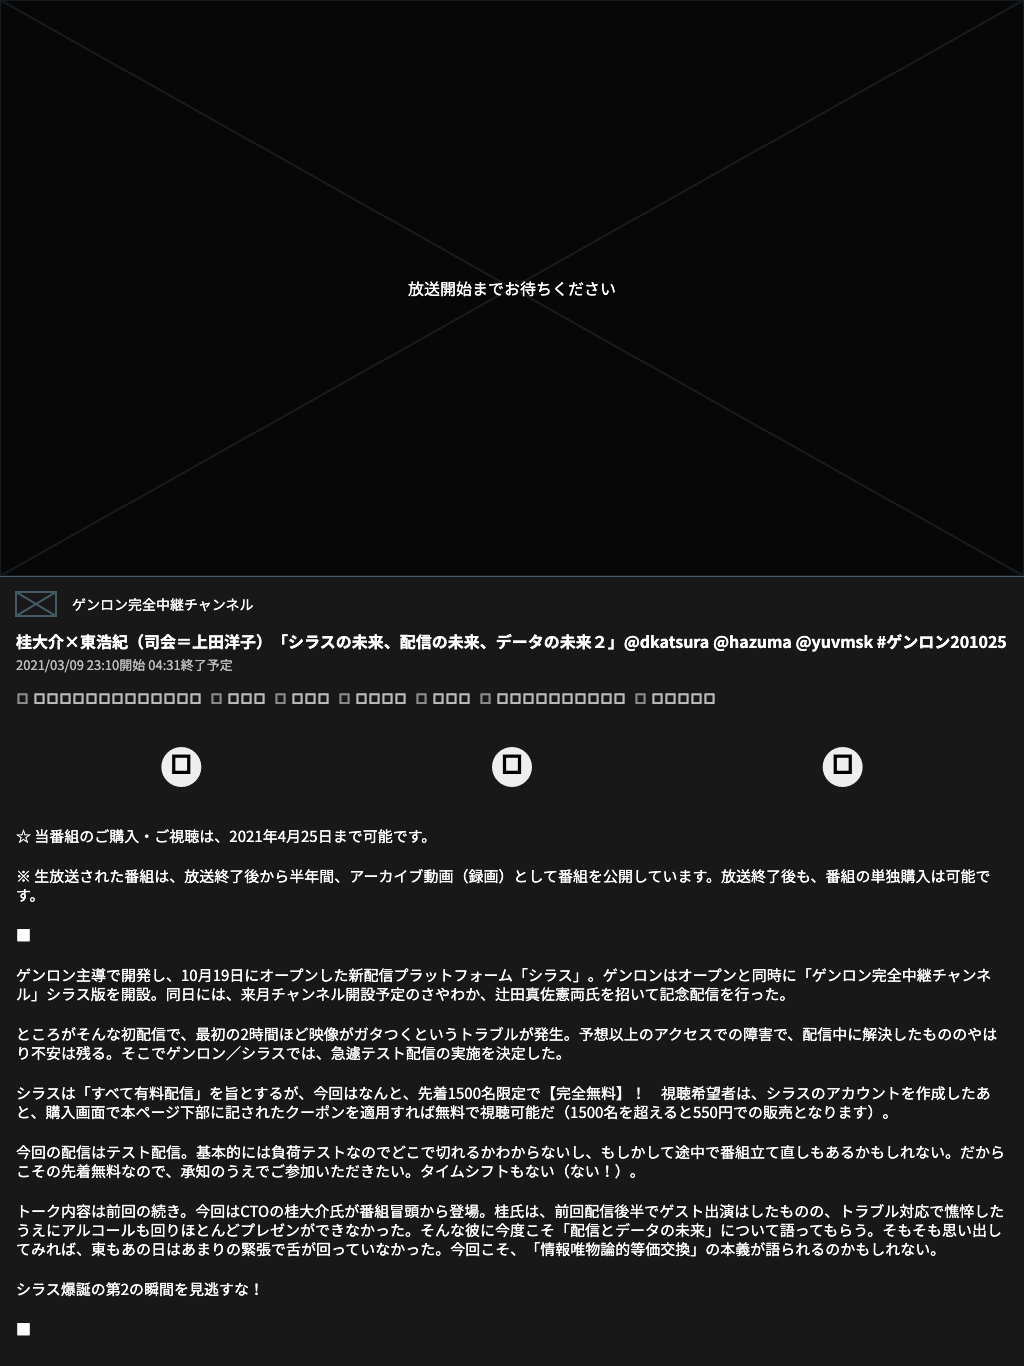 放送開始までお待ちください
ゲンロン完全中継チャンネル
桂大介×東浩紀（司会＝上田洋子）「シラスの未来、配信の未来、データの未来２」@dkatsura @hazuma @yuvmsk #ゲンロン201025
2021/03/09 23:10開始 04:31終了予定
☆ 当番組のご購入・ご視聴は、2021年4月25日まで可能です。
※ 生放送された番組は、放送終了後から半年間、アーカイブ動画（録画）として番組を公開しています。放送終了後も、番組の単独購入は可能で
す。
■
ゲンロン主導で開発し、10月19日にオープンした新配信プラットフォーム「シラス」。ゲンロンはオープンと同時に「ゲンロン完全中継チャンネ
ル」シラス版を開設。同日には、来月チャンネル開設予定のさやわか、辻田真佐憲両氏を招いて記念配信を行った。
ところがそんな初配信で、最初の2時間ほど映像がガタつくというトラブルが発生。予想以上のアクセスでの障害で、配信中に解決したもののやは
り不安は残る。そこでゲンロン／シラスでは、急遽テスト配信の実施を決定した。
シラスは「すべて有料配信」を旨とするが、今回はなんと、先着1500名限定で【完全無料】！　視聴希望者は、シラスのアカウントを作成したあ
と、購入画面で本ページ下部に記されたクーポンを適用すれば無料で視聴可能だ（1500名を超えると550円での販売となります）。
今回の配信はテスト配信。基本的には負荷テストなのでどこで切れるかわからないし、もしかして途中で番組立て直しもあるかもしれない。だから
こその先着無料なので、承知のうえでご参加いただきたい。タイムシフトもない（ない！）。
トーク内容は前回の続き。今回はCTOの桂大介氏が番組冒頭から登場。桂氏は、前回配信後半でゲスト出演はしたものの、トラブル対応で憔悴した
うえにアルコールも回りほとんどプレゼンができなかった。そんな彼に今度こそ「配信とデータの未来」について語ってもらう。そもそも思い出し
てみれば、東もあの日はあまりの緊張で舌が回っていなかった。今回こそ、「情報唯物論的等価交換」の本義が語られるのかもしれない。
シラス爆誕の第2の瞬間を見逃すな！
■